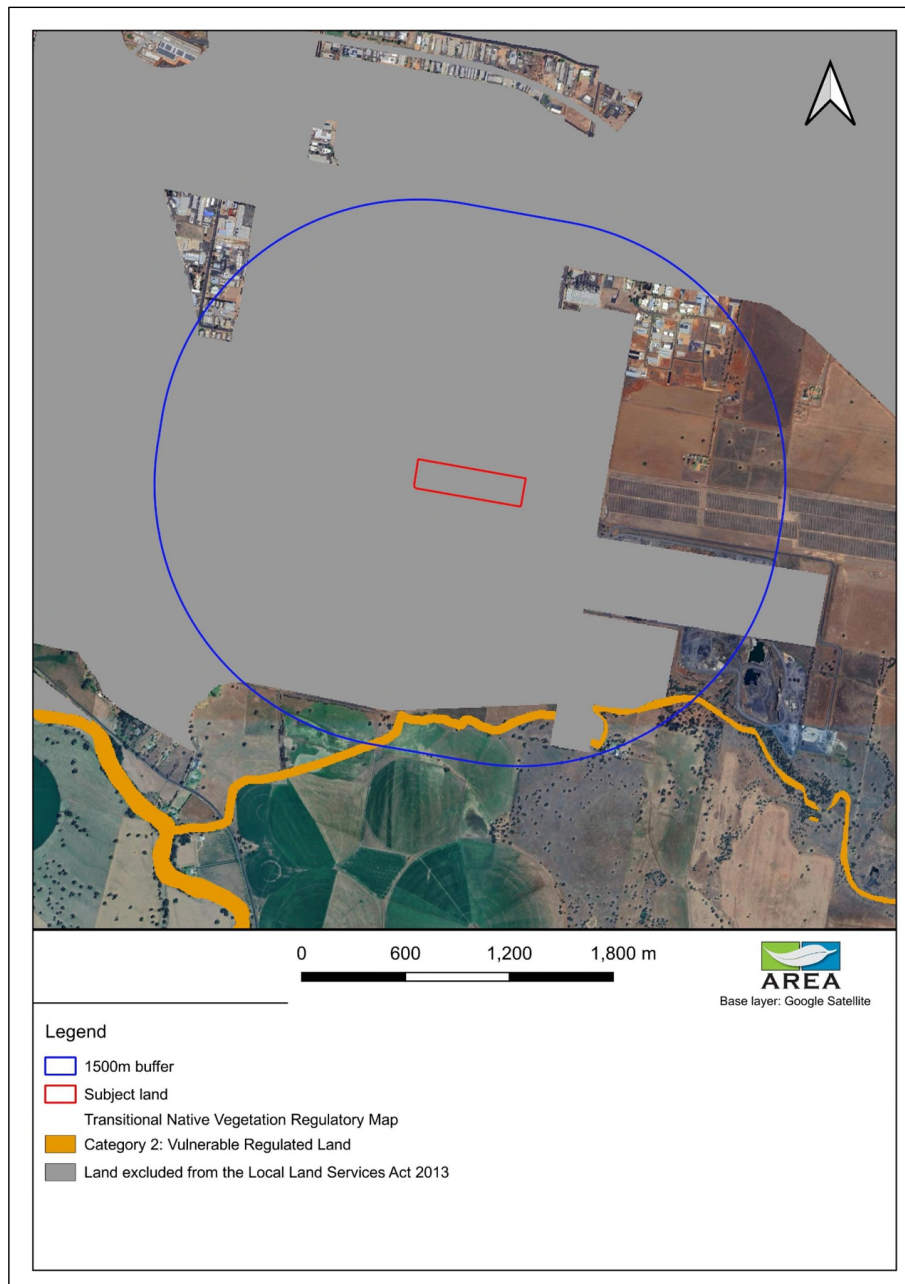 0 600 1,200 1,800 m
AREA
Base layer: Google Satellite
Legend
1500m buffer
Subject land
Transitional Native Vegetation Regulatory Map
Category 2: Vulnerable Regulated Land
Land excluded from the Local Land Services Act 2013